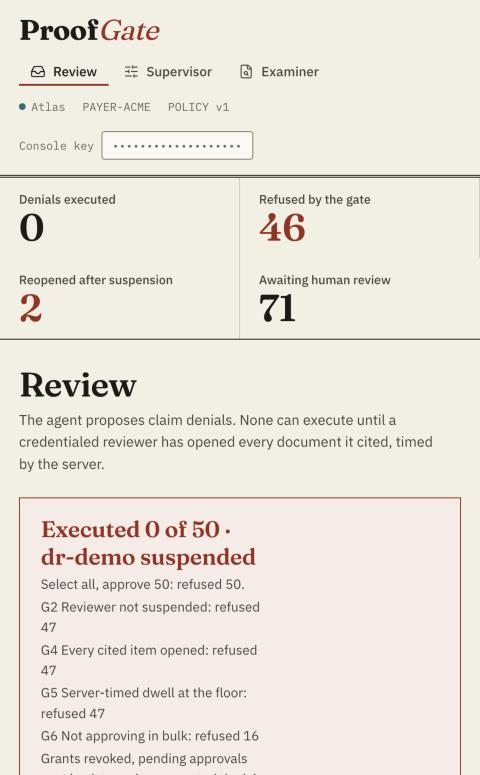 ProofGate
Review Supervisor Examiner
Atlas PAYER-ACME POLICY v1
Console key ••••••••••••••••••••
Denials executed
0
Refused by the gate
46
Reopened after suspension
2
Awaiting human review
71
Review
The agent proposes claim denials. None can execute until a
credentialed reviewer has opened every document it cited, timed
by the server.
Executed 0 of 50 ·
dr-demo suspended
Select all, approve 50: refused 50.
G2 Reviewer not suspended: refused
47
G4 Every cited item opened: refused
47
G5 Server-timed dwell at the floor:
refused 47
G6 Not approving in bulk: refused 16
Grants revoked, pending approvals